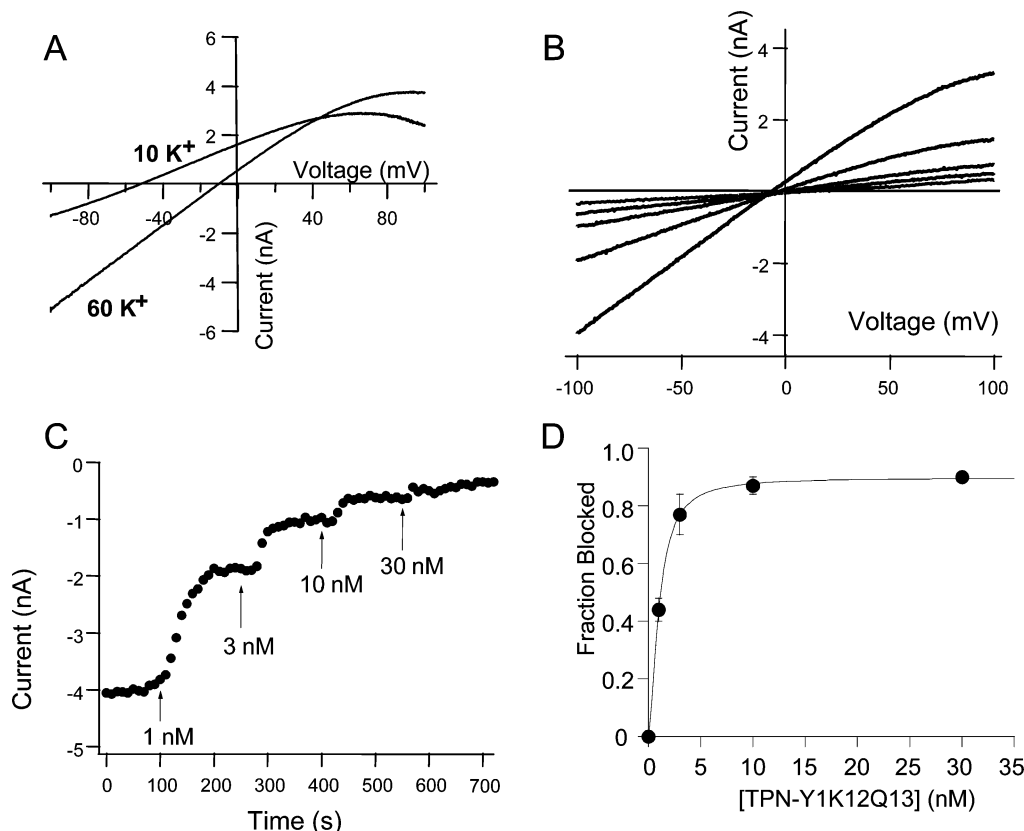 A
6
4
2
10 K+
Voltage (mV)
-80
-40
40
80
-2
-4
-6
60 K+
Current (nA)
B
Current (nA)
4
2
-2
-4
Voltage (mV)
-100
-50
0
50
100
C
0
-1
-2
-3
-4
-5
Current (nA)
1 nM
3 nM
10 nM
30 nM
0
100
200
300
400
500
600
700
Time (s)
D
1.0
0.8
0.6
0.4
0.2
0
Fraction Blocked
0
5
10
15
20
25
30
35
[TPN-Y1K12Q13] (nM)